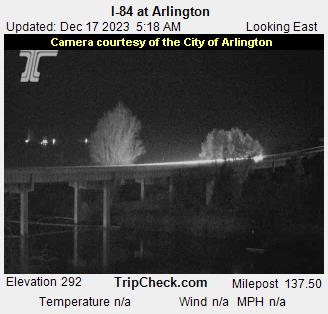 I-84 at Arlington
Updated: Dec 17 2023 5:18 AM Looking East
Camera courtesy of the City of Arlington
Elevation 292 TripCheck.com Milepost 137.50
Temperature n/a Wind n/a MPH n/a